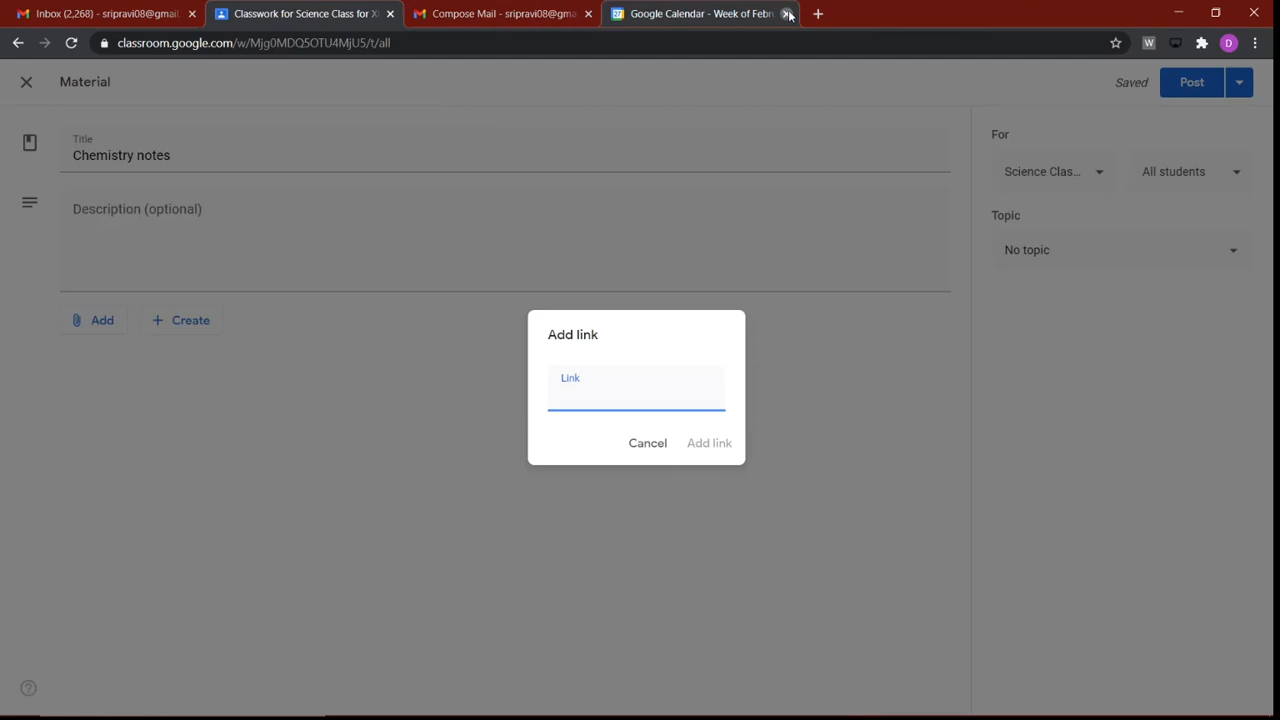 Inbox (2,268) - sripravi08@gmail.
Classwork for Science Class for X
Compose Mail - sripravi08@gma
Google Calendar - Week of Febru
classroom.google.com/w/Mjg0MDQ5OTU4MjU5/t/all
W
D
Material
Saved
Post
Title
Chemistry notes
Description (optional)
Add
Create
For
Science Clas...
All students
Topic
No topic
Add link
Link
Cancel
Add link